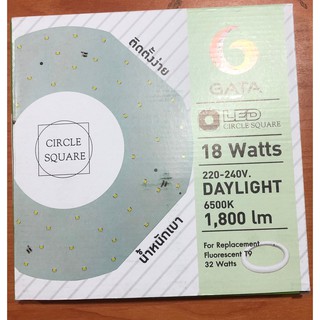 ติดตั้งง่าย
GATA
LED
CIRCLE SQUARE
CIRCLE
SQUARE
18 Watts
220-240V.
DAYLIGHT
6500K
1,800 lm
น้ำหนักเบา
For Replacement
Fluorescent T9
32 Watts